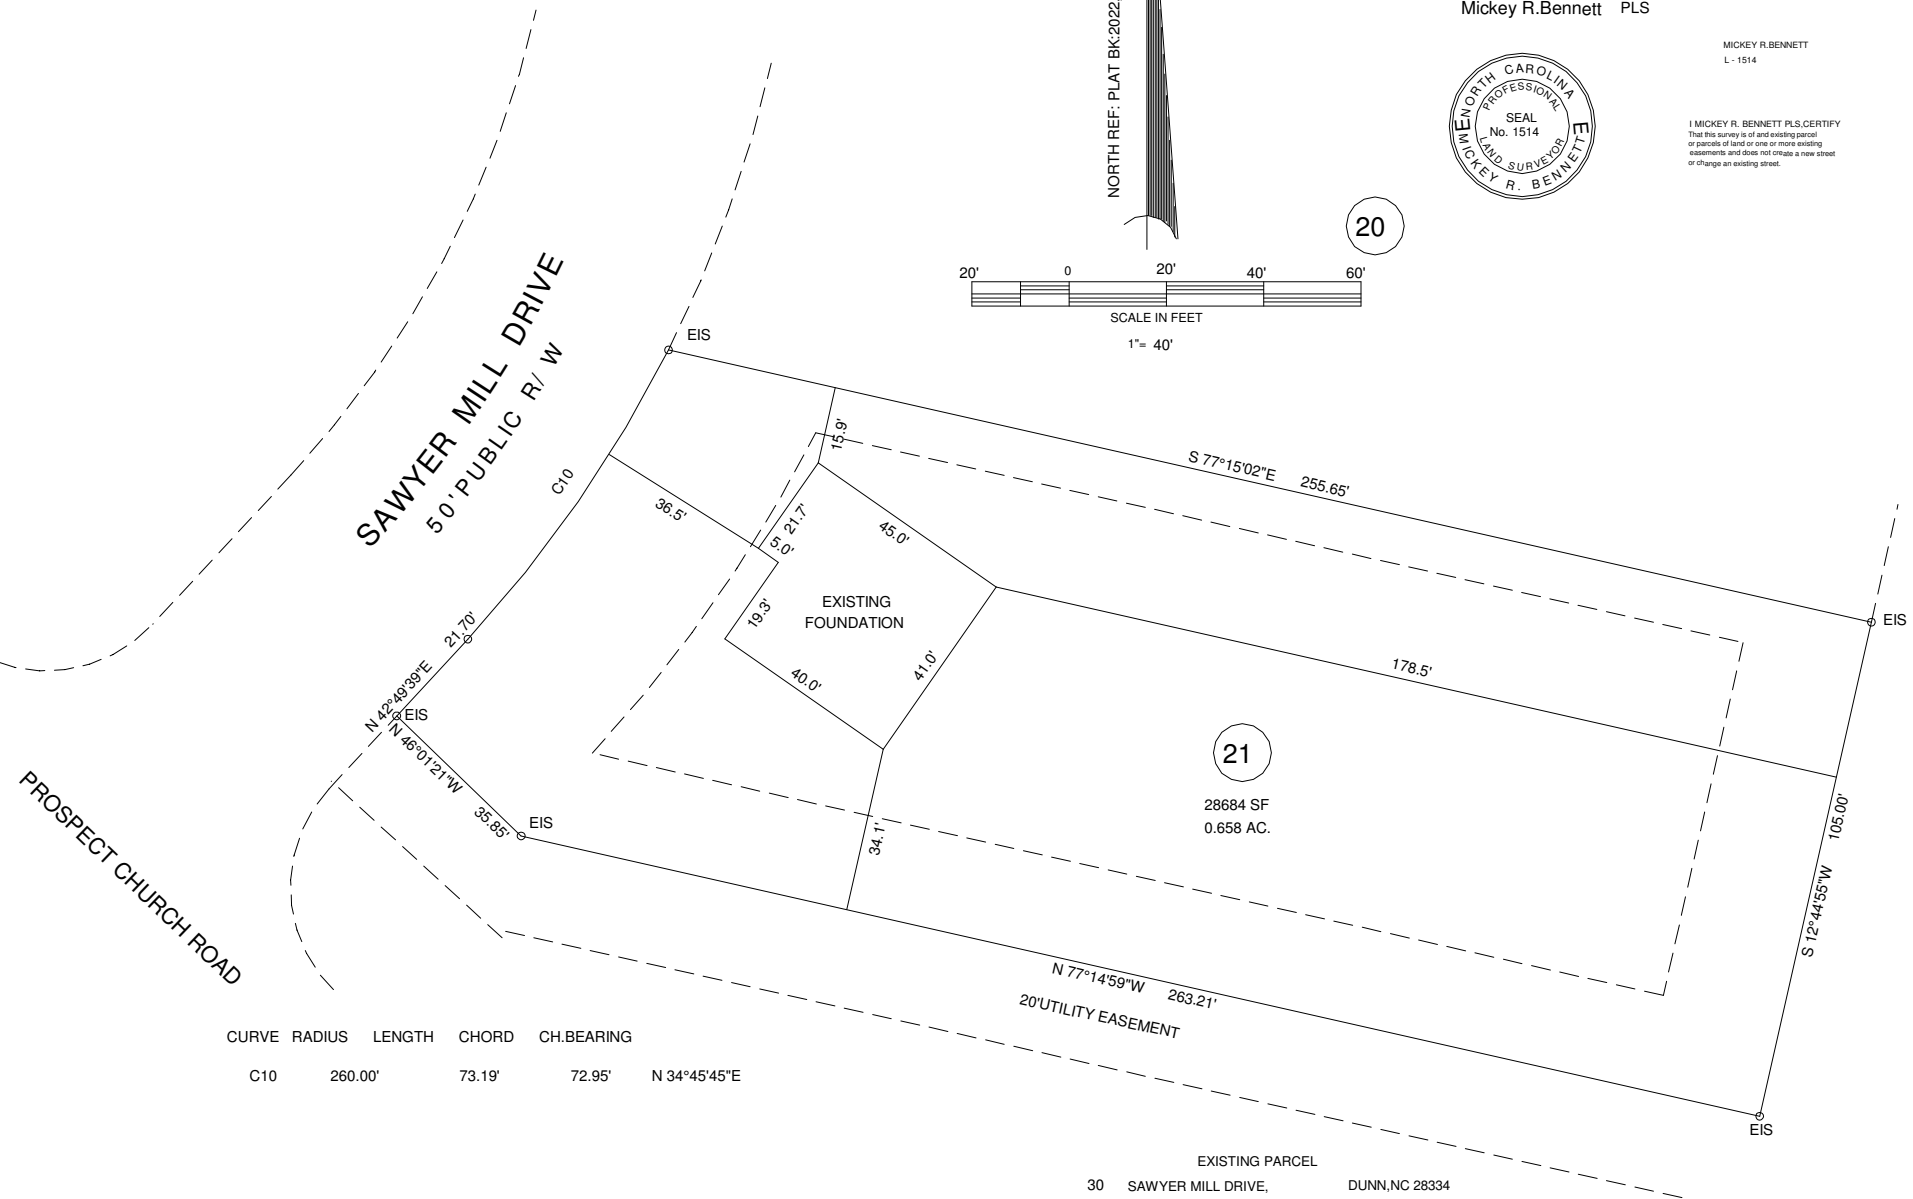 Mickey R.Bennett PLS
MICKEY R.BENNETT
L - 1514
NORTH CAROLINA
PROFESSIONAL
SEAL
No. 1514
LAND SURVEYOR
MICKEY R. BENNETT
I MICKEY R. BENNETT PLS,CERTIFY
That this survey is of and existing parcel
or parcels of land or one or more existing
easements and does not create a new street
or change an existing street.
NORTH REF: PLAT BK:2022,
20
20' 0 20' 40' 60'
SCALE IN FEET
1"= 40'
SAWYER MILL DRIVE
50'PUBLIC R/ W
EIS
C10
15.9'
S 77°15'02"E 255.65'
36.5'
21.7'
5.0'
45.0'
19.3'
EXISTING
FOUNDATION
40.0'
41.0'
178.5'
EIS
21.70'
N 42°49'39"E
EIS
N 46°01'21"W
35.85'
EIS
21
28684 SF
0.658 AC.
34.1'
105.00'
S 12°44'55"W
PROSPECT CHURCH ROAD
N 77°14'59"W 263.21'
20'UTILITY EASEMENT
EIS
CURVE RADIUS LENGTH CHORD CH.BEARING
C10 260.00' 73.19' 72.95' N 34°45'45"E
EXISTING PARCEL
30 SAWYER MILL DRIVE, DUNN,NC 28334